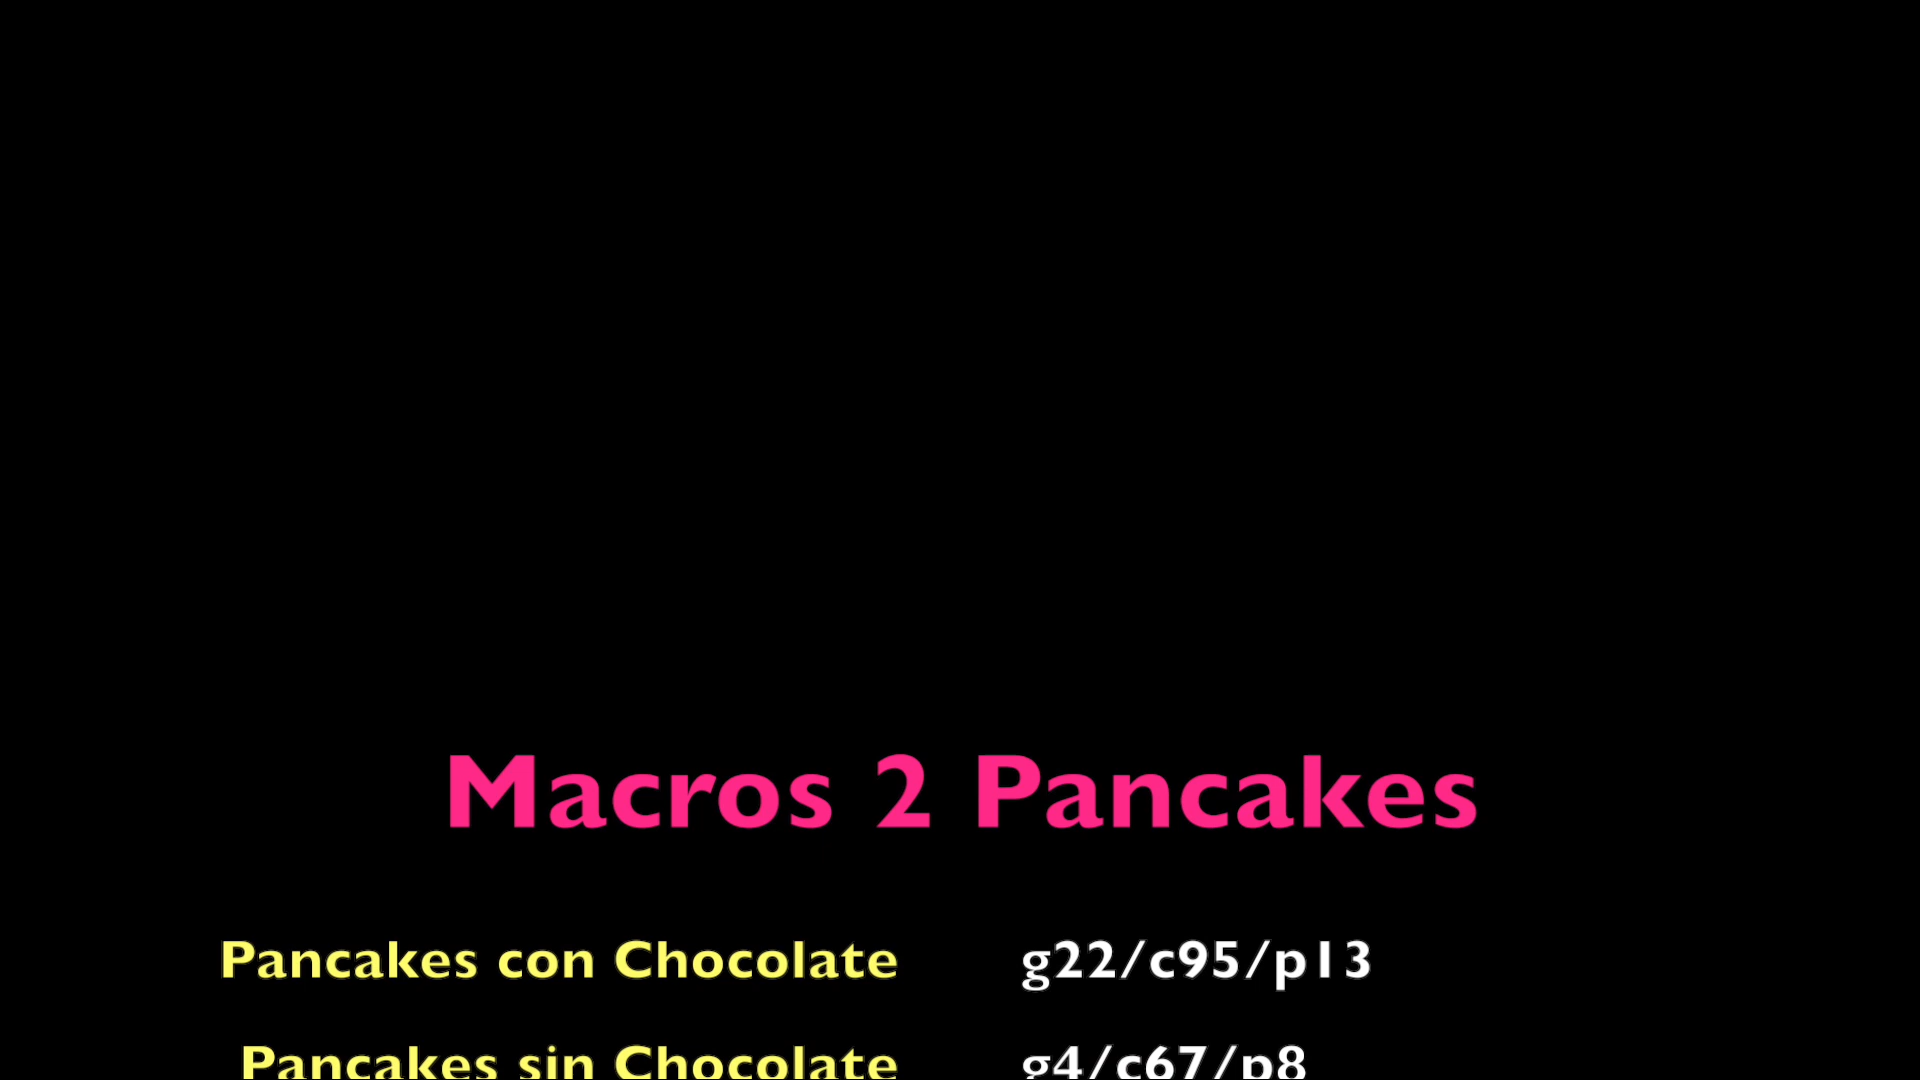 Macros 2 Pancakes
Pancakes con Chocolate g22/c95/p13
Pancakes sin Chocolate g4/c67/p8